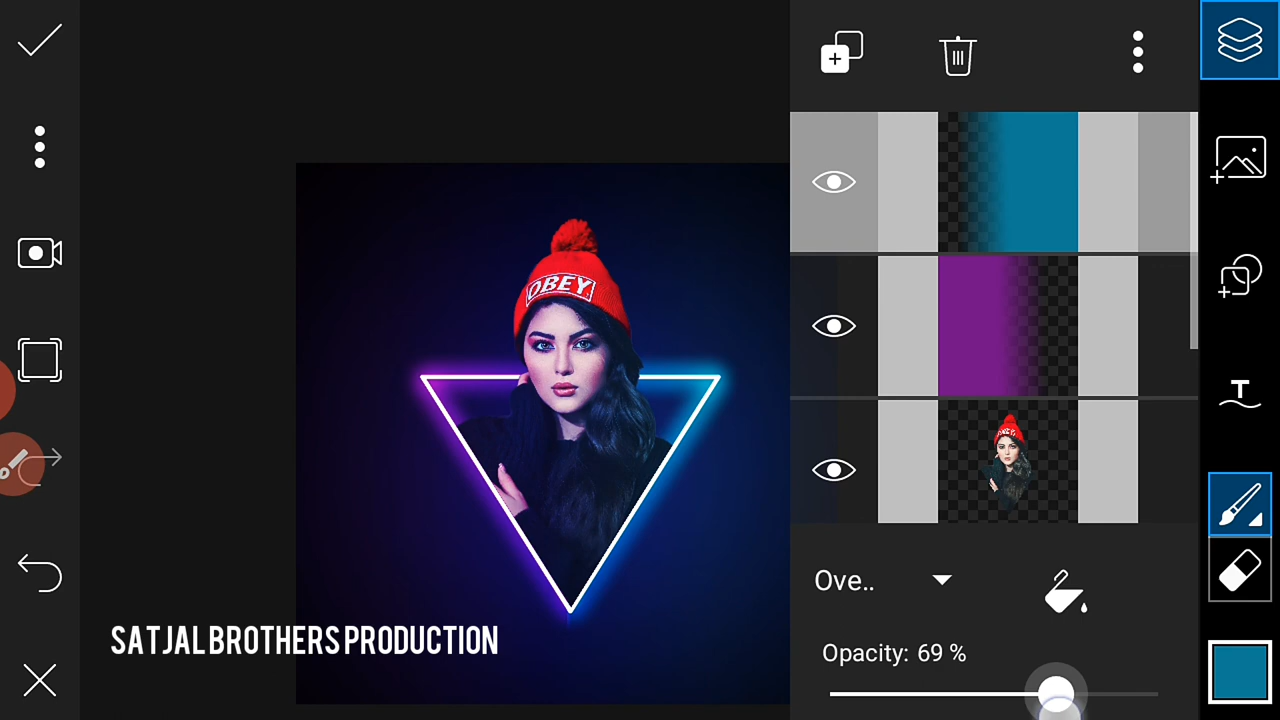 OBEY
T
Ove..
Opacity: 69 %
SATJAL BROTHERS PRODUCTION